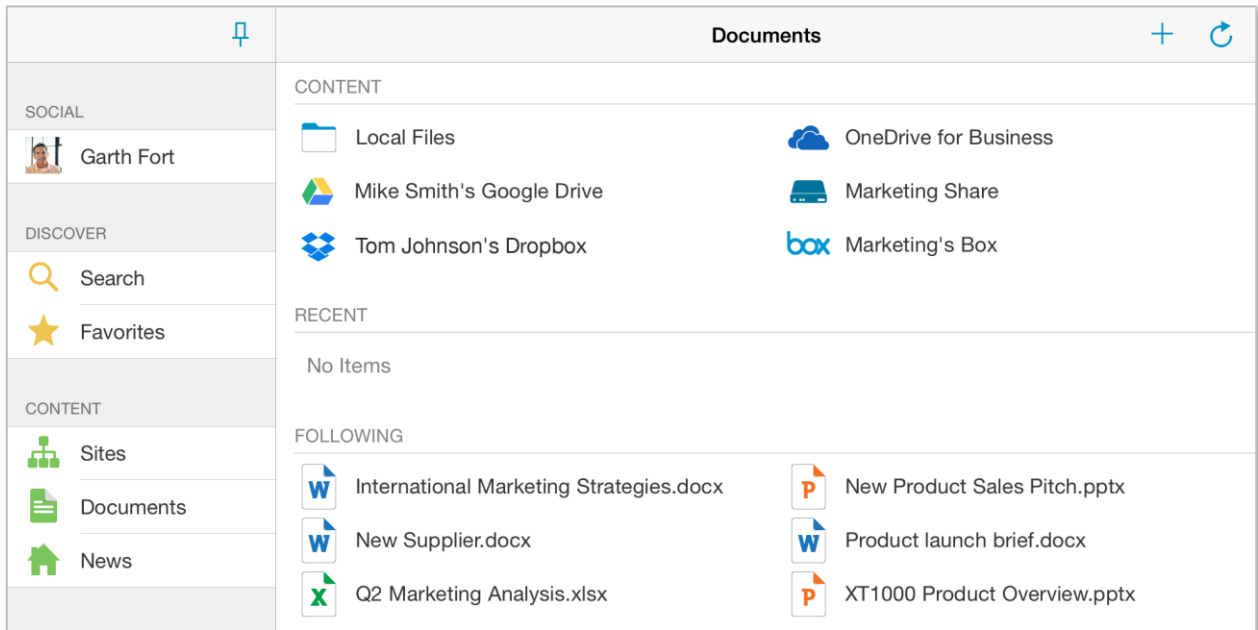 Documents
SOCIAL
Garth Fort
DISCOVER
Search
Favorites
CONTENT
Sites
Documents
News
CONTENT
Local Files
OneDrive for Business
Mike Smith's Google Drive
Marketing Share
Tom Johnson's Dropbox
box Marketing's Box
RECENT
No Items
FOLLOWING
W International Marketing Strategies.docx
P New Product Sales Pitch.pptx
W New Supplier.docx
W Product launch brief.docx
X Q2 Marketing Analysis.xlsx
P XT1000 Product Overview.pptx